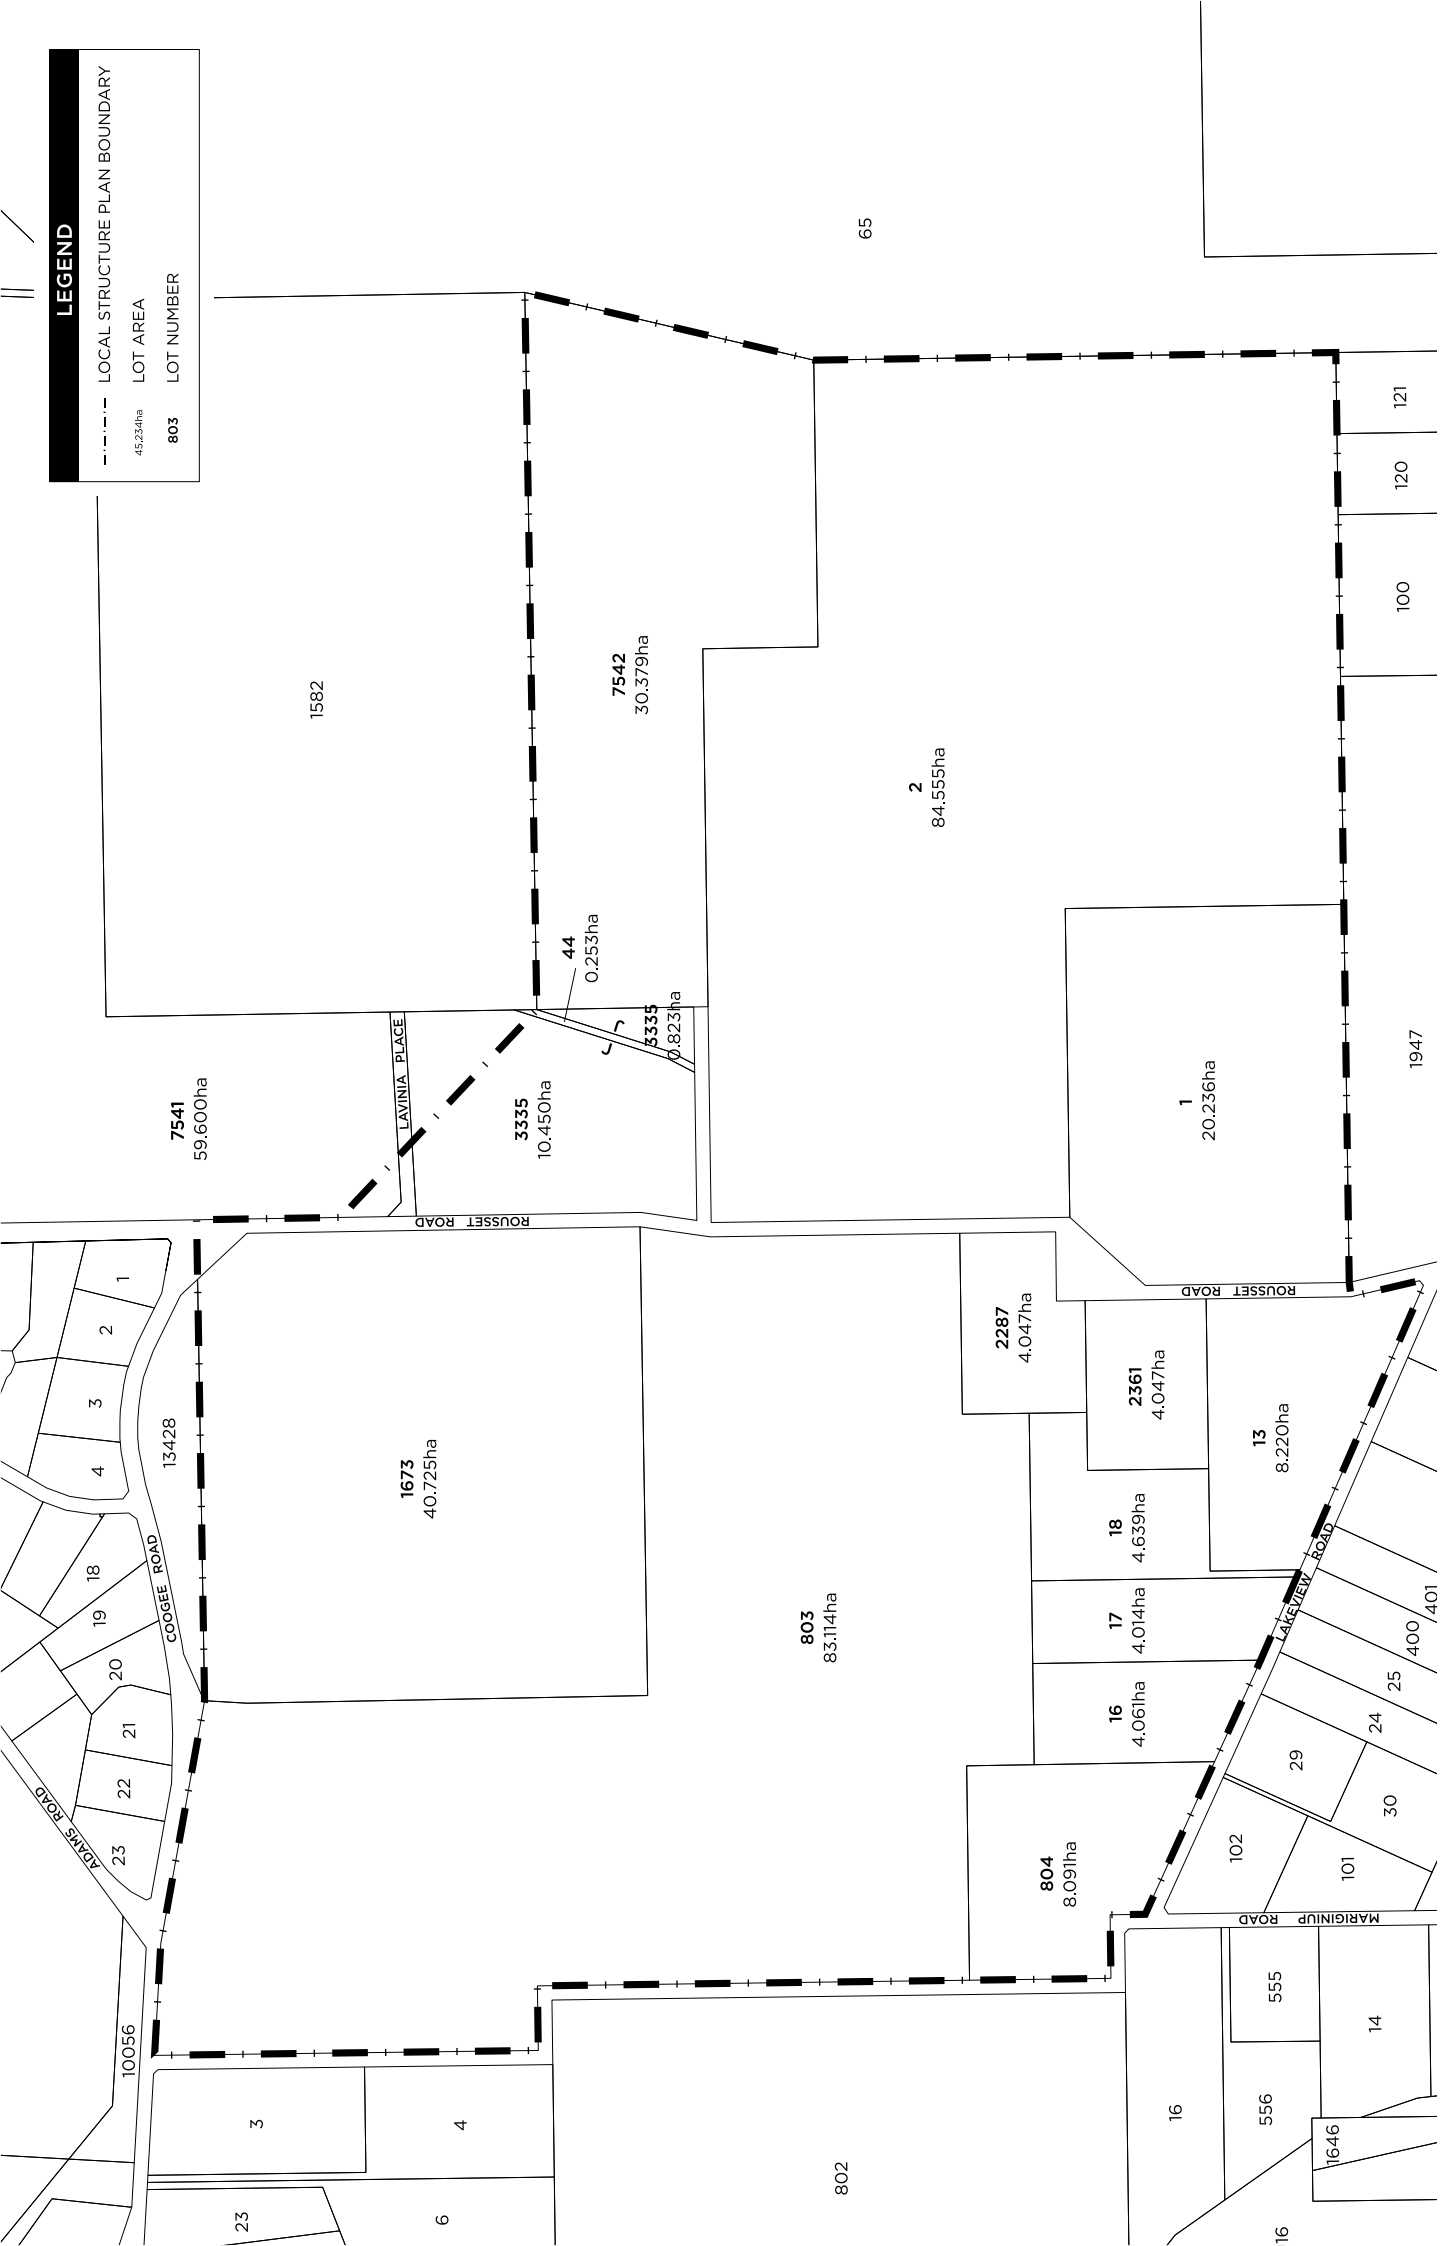 LEGEND
LOCAL STRUCTURE PLAN BOUNDARY
45.234ha LOT AREA
803 LOT NUMBER
65
121
120
100
1582
7542
30.379ha
2
84.555ha
44
0.253ha
3335
0.823ha
LAVINIA PLACE
7541
59.600ha
3335
10.450ha
1
20.236ha
1947
ROUSSET ROAD
ROUSSET ROAD
1
2
3
4
13428
1673
40.725ha
2287
4.047ha
2361
4.047ha
13
8.220ha
18
4.639ha
17
4.014ha
16
4.061ha
803
83.114ha
804
8.091ha
LAKEVIEW ROAD
COOGEE ROAD
18
19
20
21
22
23
ADAMS ROAD
401
400
25
24
29
30
102
101
MARIGINIUP ROAD
10056
3
4
23
6
802
16
555
556
14
1646
16